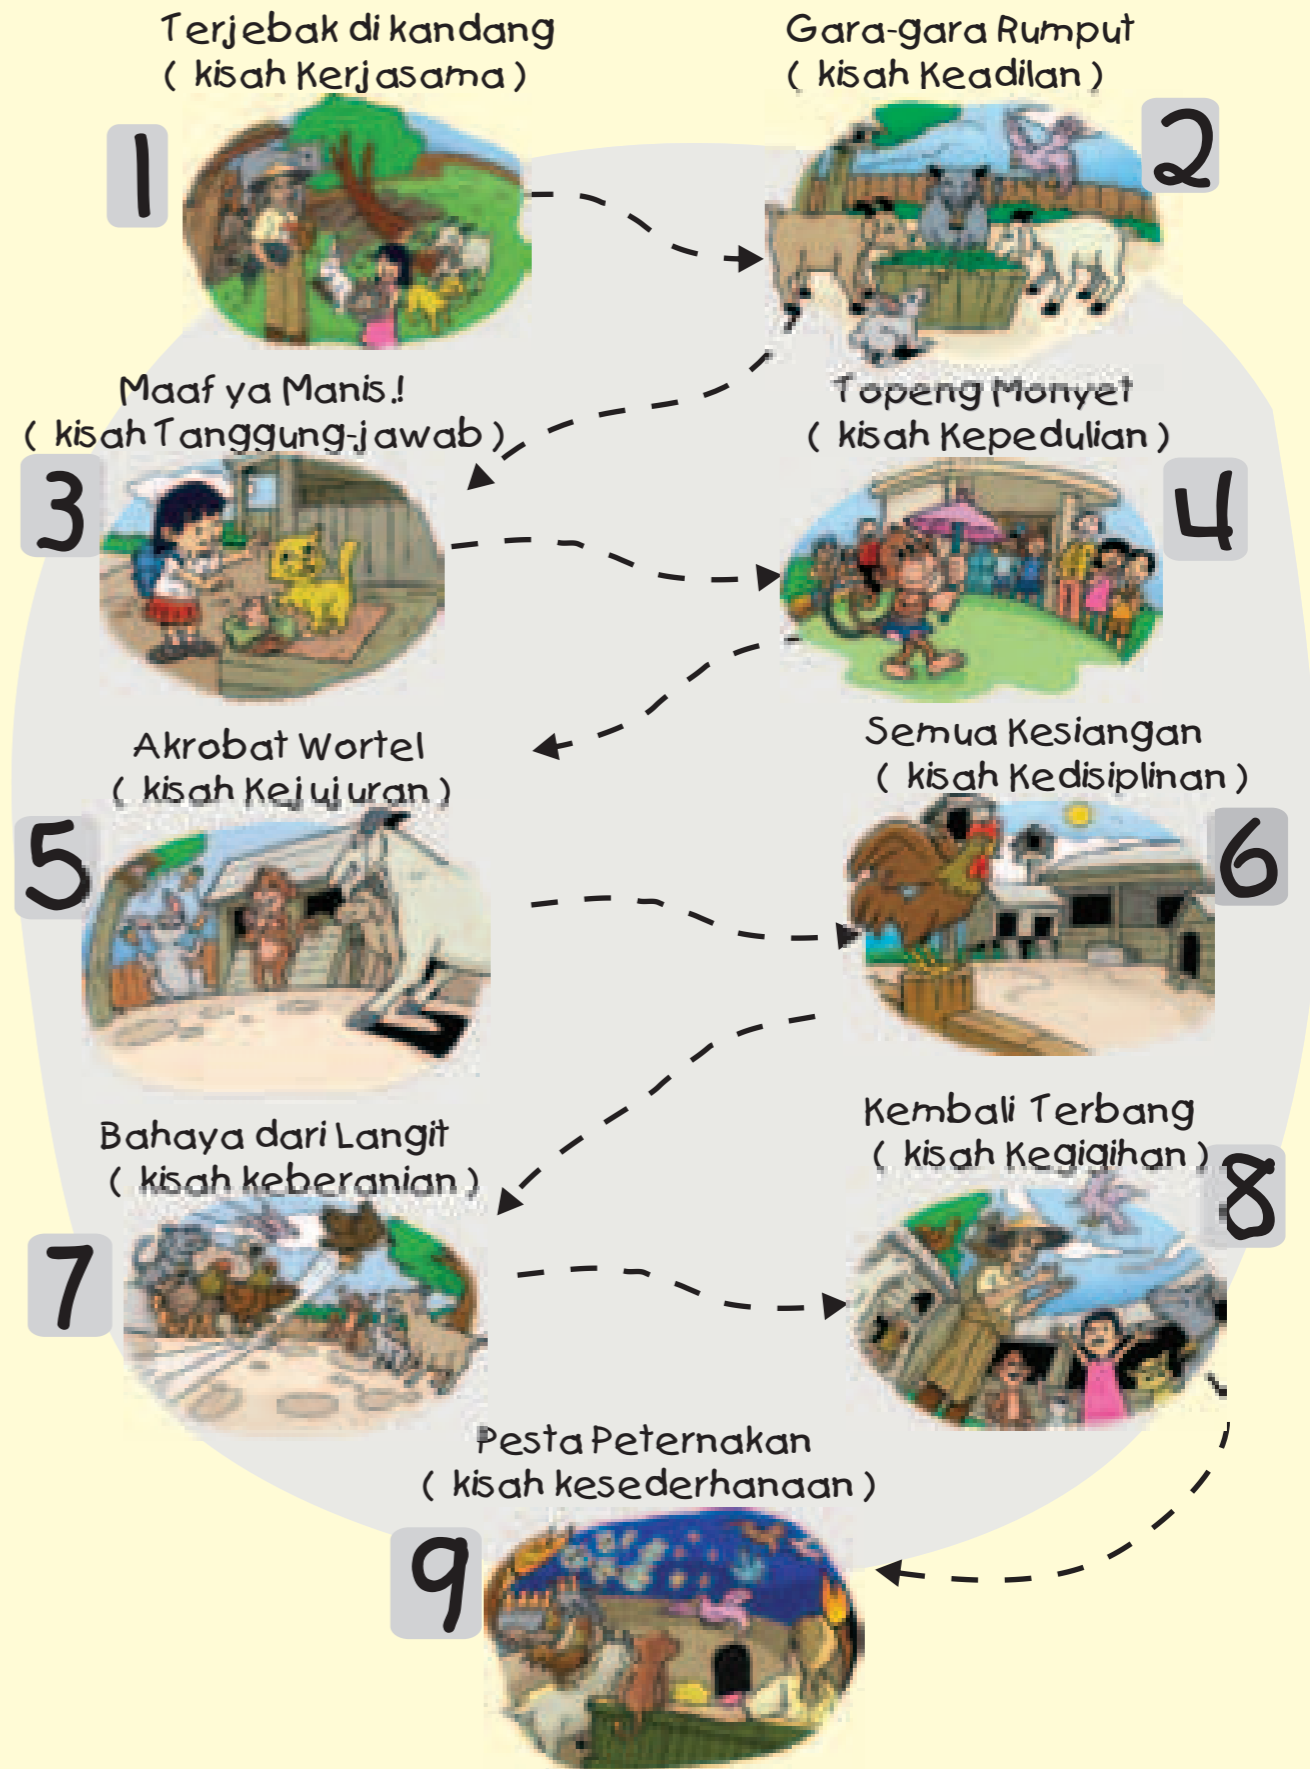 Terjebak di kandang
( kisah Kerjasama )
1
Gara-gara Rumput
( kisah Keadilan )
2
Maaf ya Manis.!
( kisah Tanggung-jawab )
3
Topeng Monyet
( kisah Kepedulian )
4
Akrobat Wortel
( kisah Kejujuran )
5
Semua Kesiangan
( kisah Kedisiplinan )
6
Bahaya dari Langit
( kisah keberanian )
7
Kembali Terbang
( kisah Kegigihan )
8
Pesta Peternakan
( kisah kesederhanaan )
9